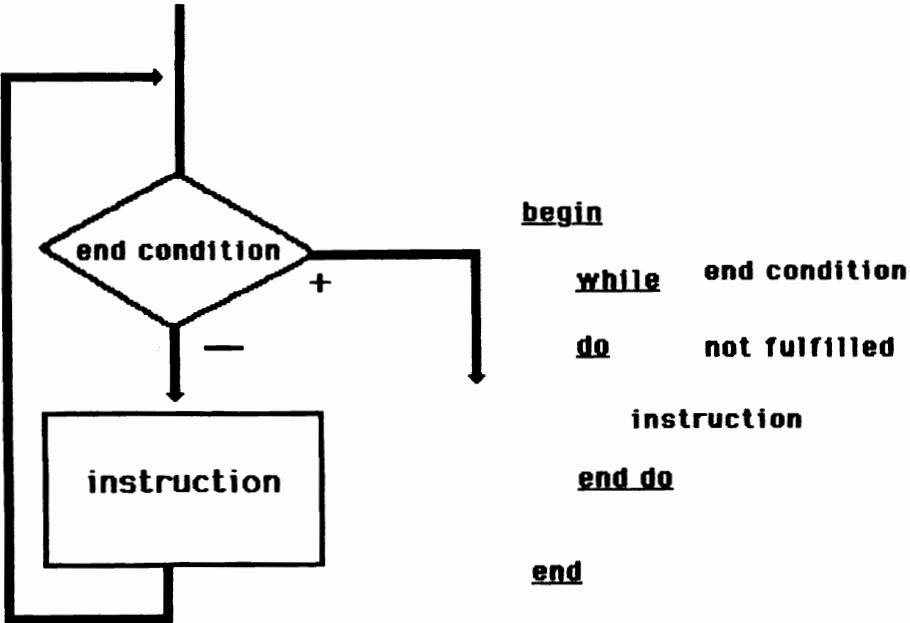 end condition
+
—
instruction
begin
while end condition
do not fulfilled
instruction
end do
end